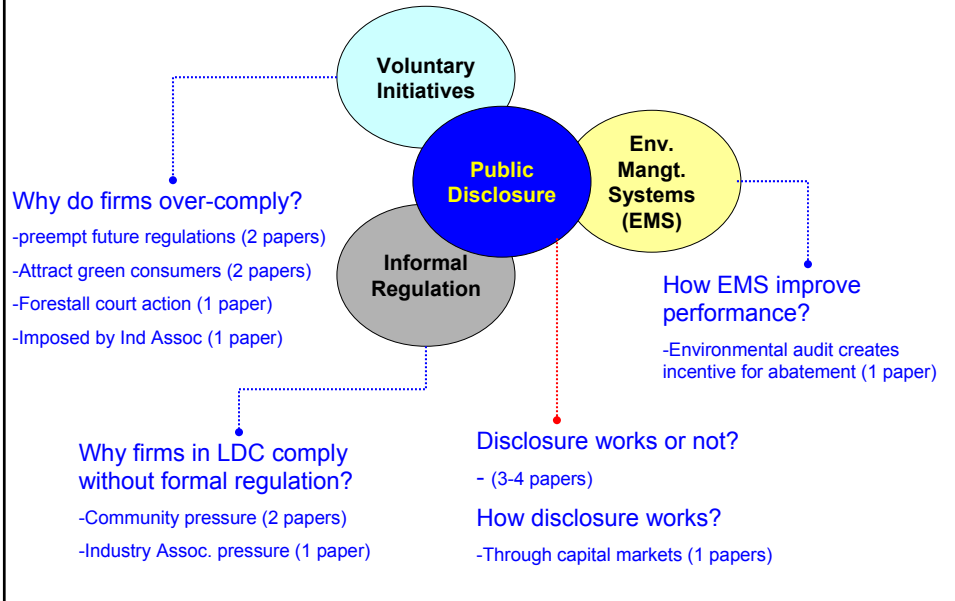 Voluntary
Initiatives
Public
Disclosure
Env.
Mangt.
Systems
(EMS)
Informal
Regulation
Why do firms over-comply?
-preempt future regulations (2 papers)
-Attract green consumers (2 papers)
-Forestall court action (1 paper)
-Imposed by Ind Assoc (1 paper)
How EMS improve
performance?
-Environmental audit creates
incentive for abatement (1 paper)
Why firms in LDC comply
without formal regulation?
-Community pressure (2 papers)
-Industry Assoc. pressure (1 paper)
Disclosure works or not?
- (3-4 papers)
How disclosure works?
-Through capital markets (1 papers)